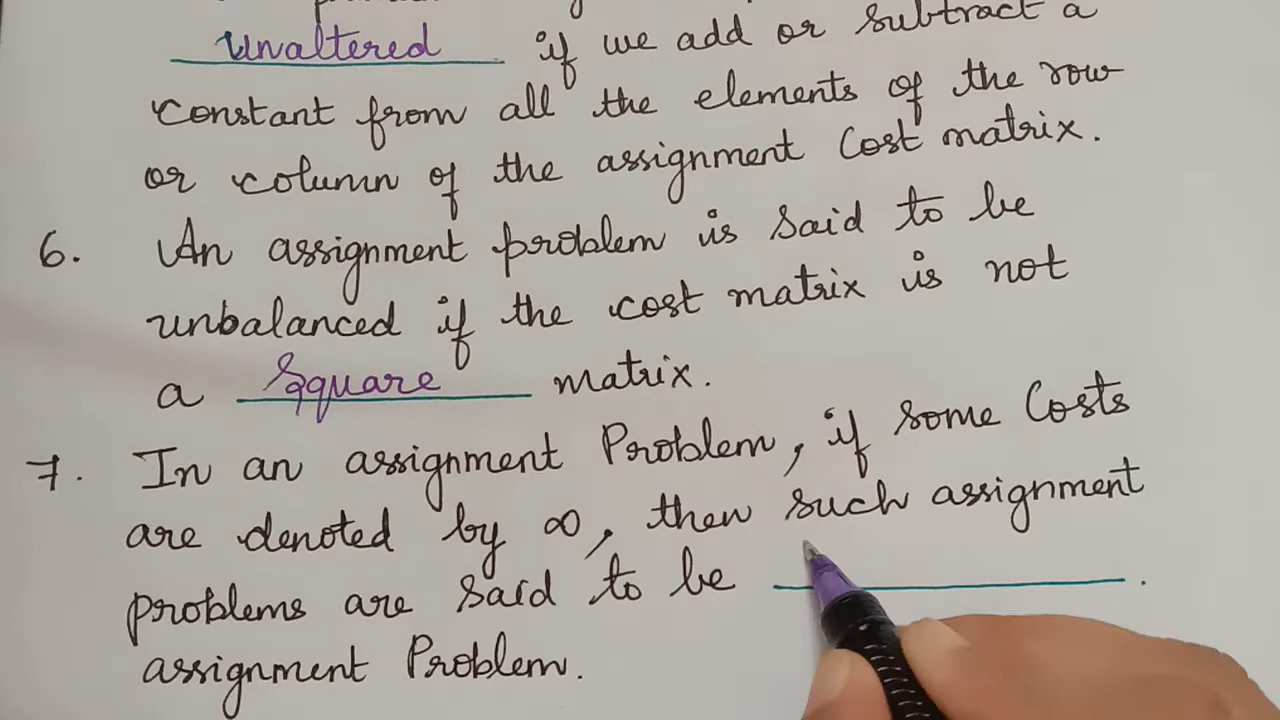 Unaltered if we add or subtract a
constant from all the elements of the row
or column of the assignment Cost matrix.
6. An assignment problem is said to be
unbalanced if the cost matrix is not
a Square matrix.
7. In an assignment Problem, if some Costs
are denoted by ∞, then such assignment
problems are said to be ____________.
assignment Problem.